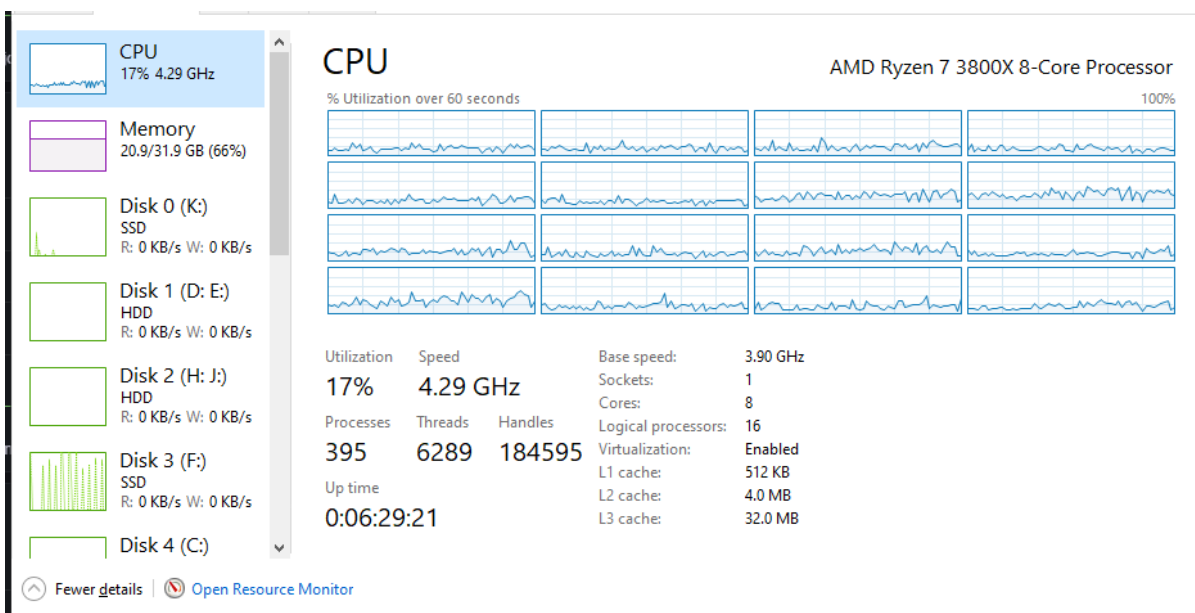 CPU
17% 4.29 GHz
Memory
20.9/31.9 GB (66%)
Disk 0 (K:)
SSD
R: 0 KB/s W: 0 KB/s
Disk 1 (D: E:)
HDD
R: 0 KB/s W: 0 KB/s
Disk 2 (H: J:)
HDD
R: 0 KB/s W: 0 KB/s
Disk 3 (F:)
SSD
R: 0 KB/s W: 0 KB/s
Disk 4 (C:)
CPU
AMD Ryzen 7 3800X 8-Core Processor
% Utilization over 60 seconds
100%
Utilization Speed
17% 4.29 GHz
Processes Threads Handles
395 6289 184595
Up time
0:06:29:21
Base speed: 3.90 GHz
Sockets: 1
Cores: 8
Logical processors: 16
Virtualization: Enabled
L1 cache: 512 KB
L2 cache: 4.0 MB
L3 cache: 32.0 MB
Fewer details
Open Resource Monitor